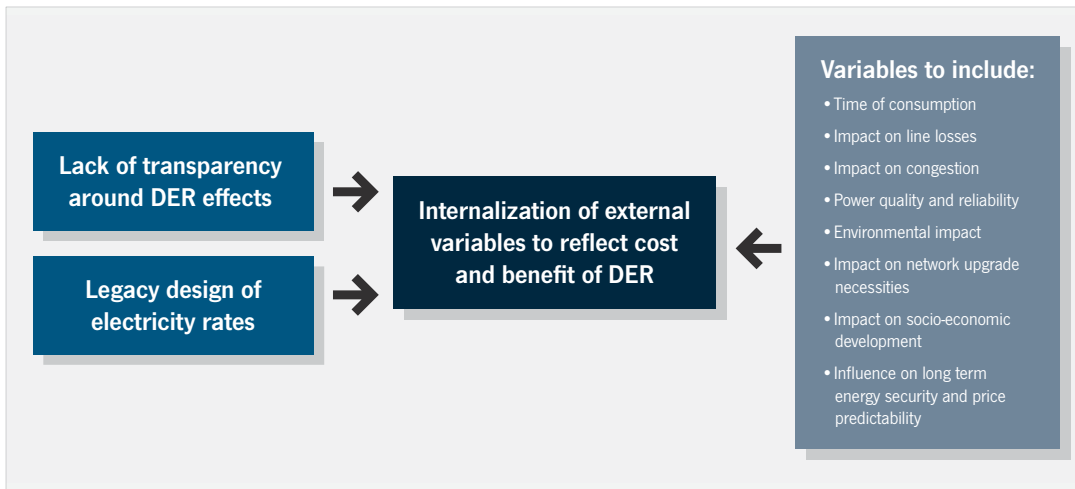 Lack of transparency
around DER effects
Legacy design of
electricity rates
Internalization of external
variables to reflect cost
and benefit of DER
Variables to include:
• Time of consumption
• Impact on line losses
• Impact on congestion
• Power quality and reliability
• Environmental impact
• Impact on network upgrade
necessities
• Impact on socio-economic
development
• Influence on long term
energy security and price
predictability